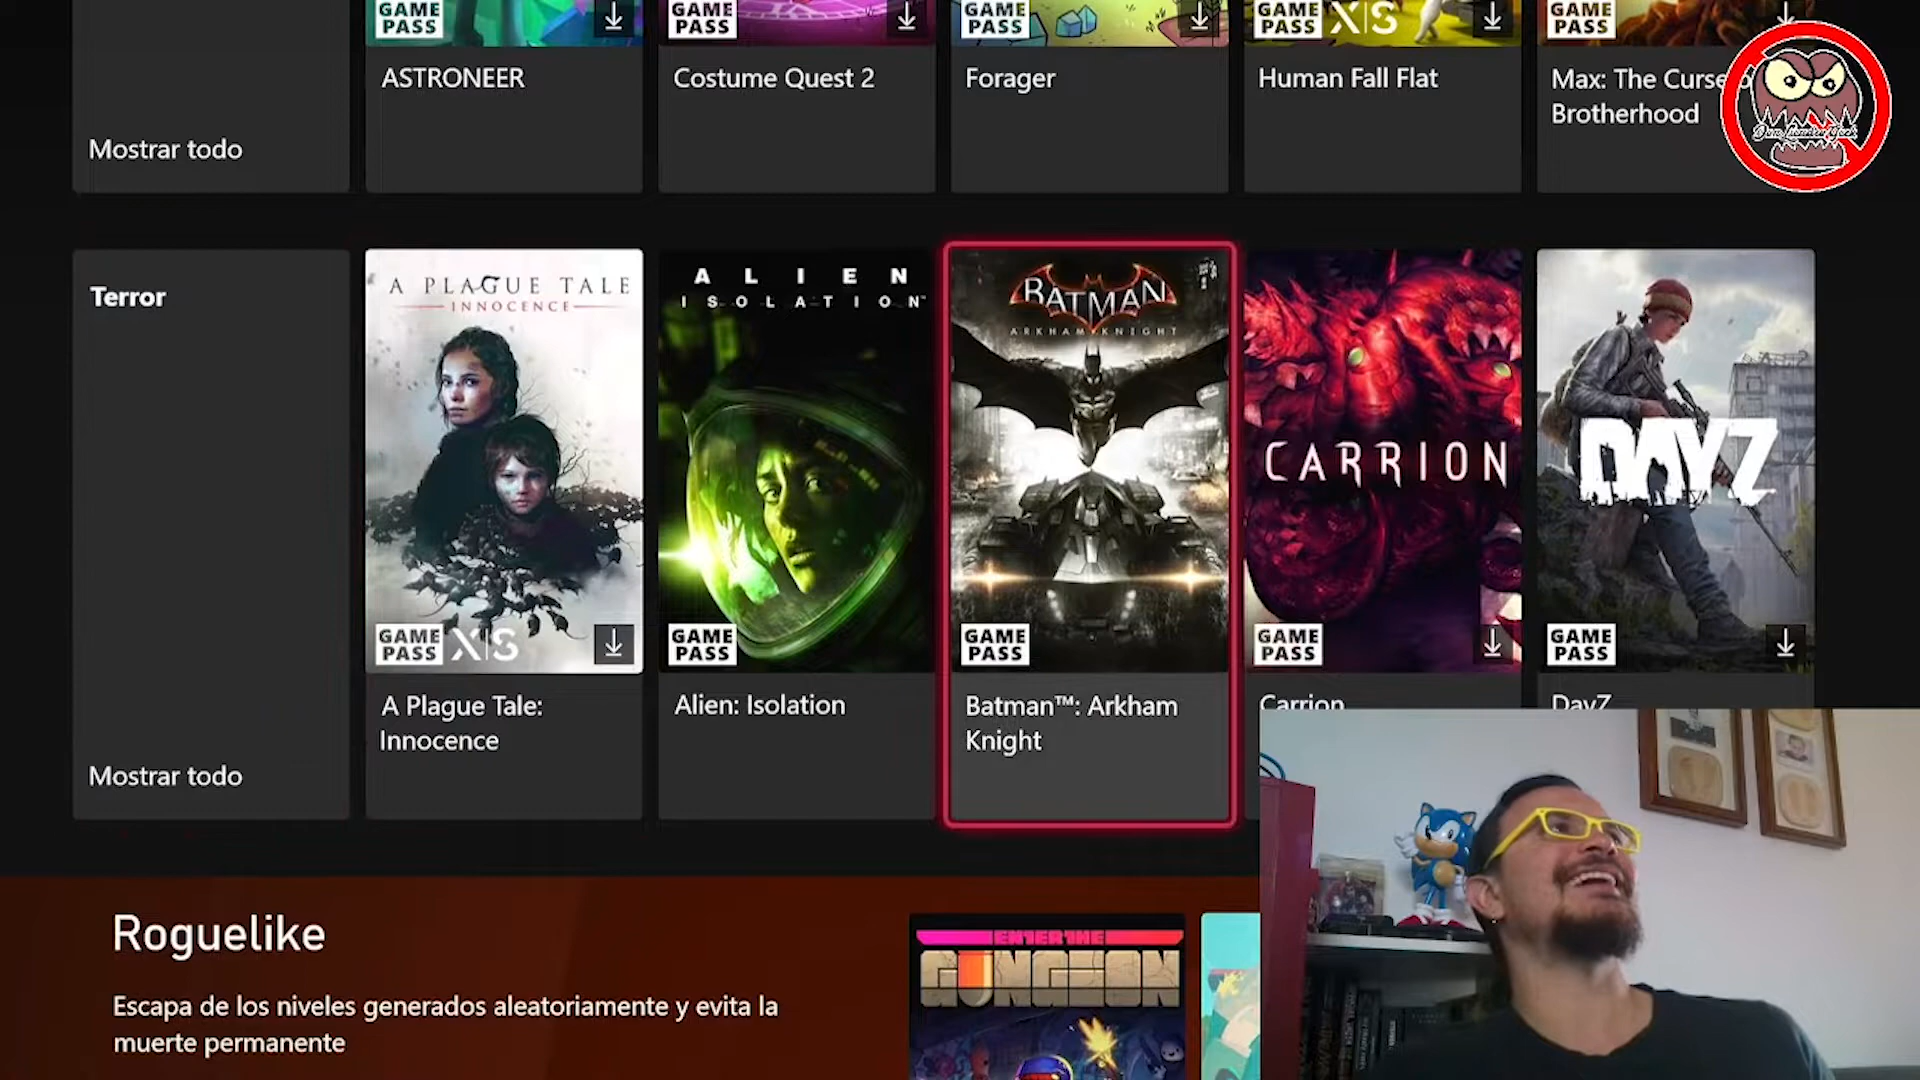 GAME PASS
GAME PASS
GAME PASS
GAME PASS X|S
GAME PASS
ASTRONEER
Costume Quest 2
Forager
Human Fall Flat
Max: The Curse
Brotherhood
Mostrar todo
Terror
A PLAGUE TALE
INNOCENCE
ALIEN
ISOLATION
BATMAN
ARKHAM KNIGHT
CARRION
DAYZ
GAME PASS X|S
GAME PASS
GAME PASS
GAME PASS
GAME PASS
A Plague Tale:
Innocence
Alien: Isolation
Batman™: Arkham
Knight
Carrion
DayZ
Mostrar todo
Roguelike
Escapa de los niveles generados aleatoriamente y evita la
muerte permanente
ENTER THE
GUNGEON